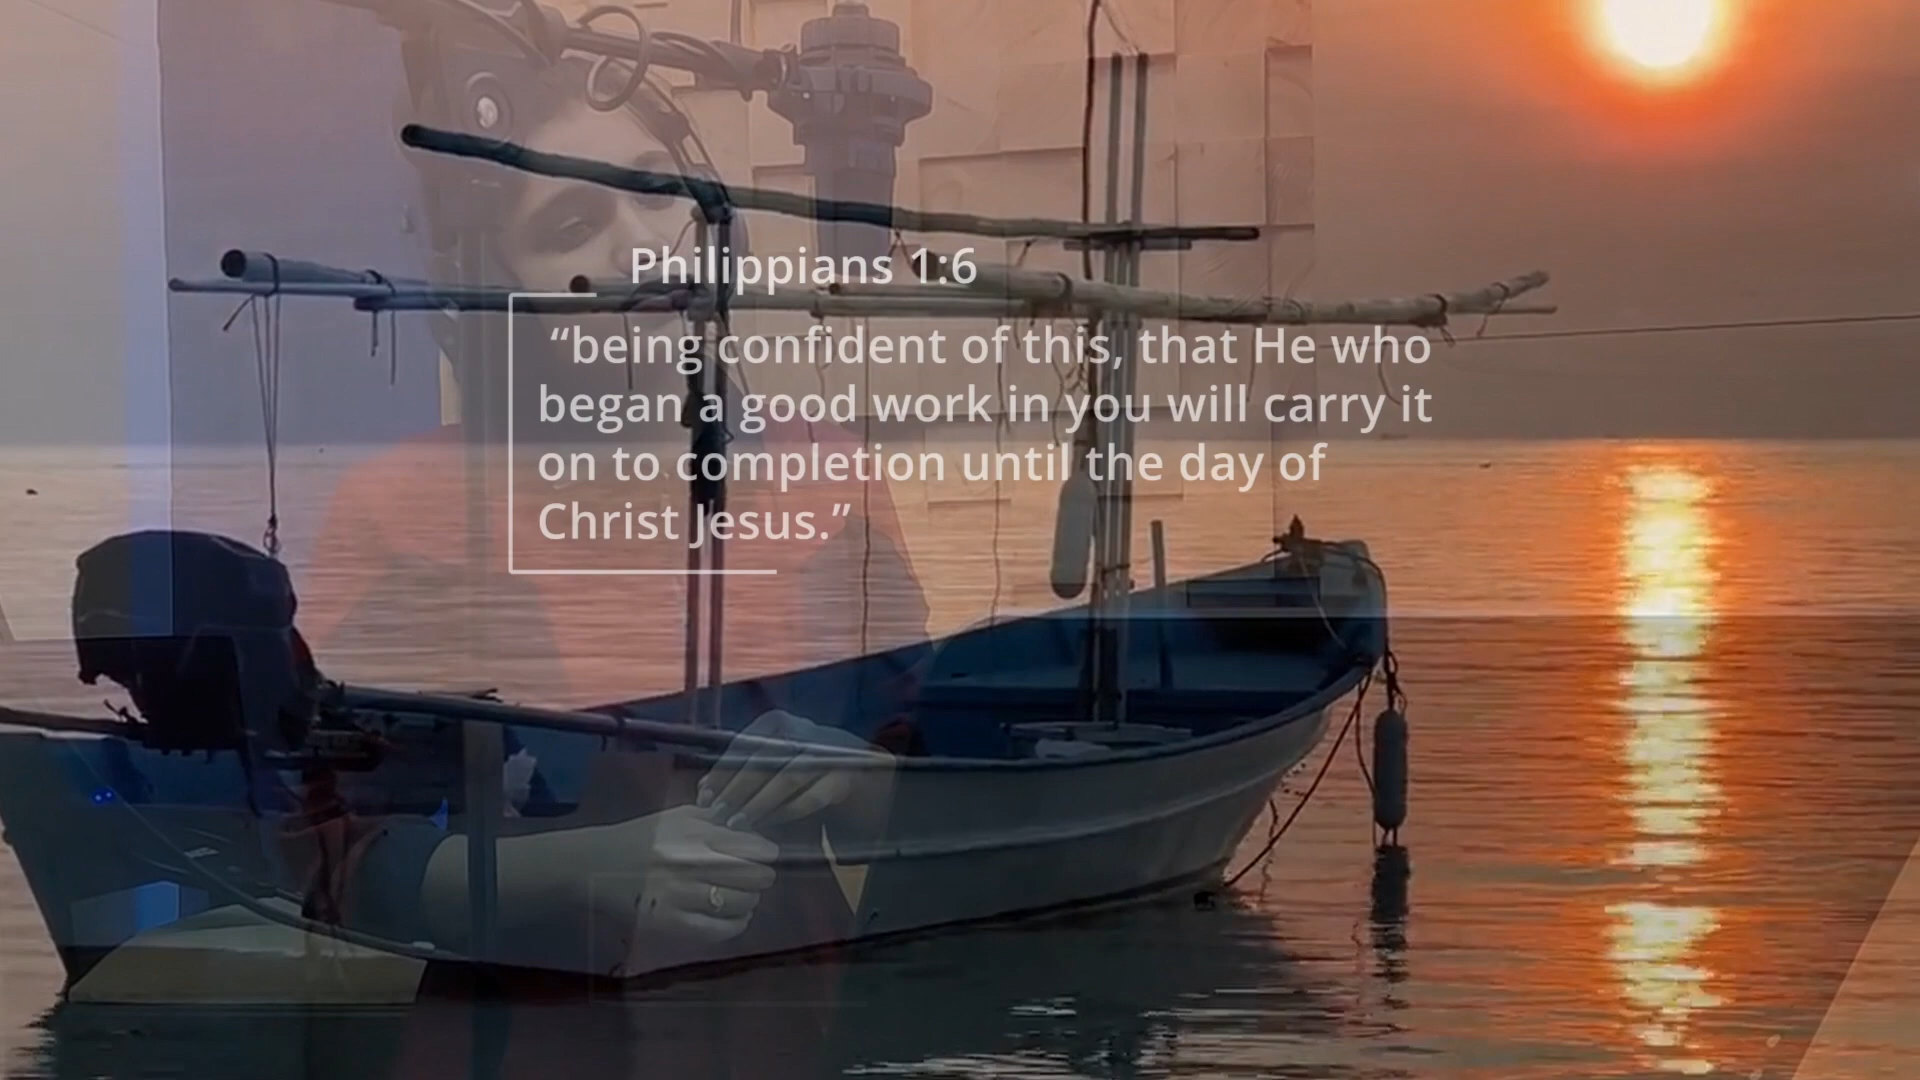 Philippians 1:6
“being confident of this, that He who
began a good work in you will carry it
on to completion until the day of
Christ Jesus.”